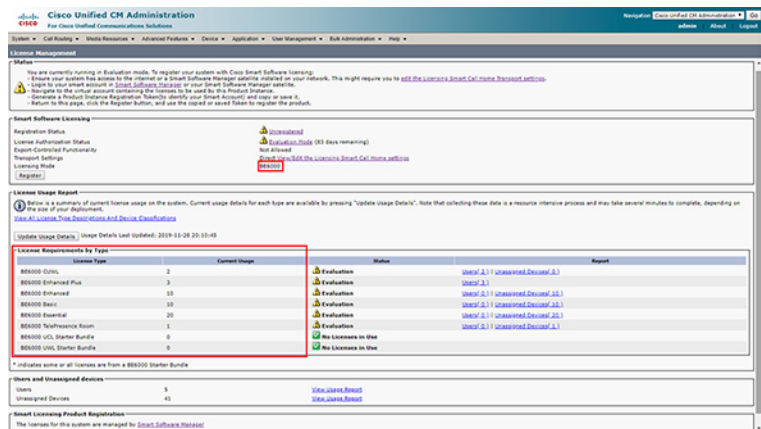 Cisco Unified CM Administration
For Cisco Unified Communications Solutions
Navigation Cisco Unified CM Administration Go
admin About Logout
System Call Routing Media Resources Advanced Features Device Application User Management Bulk Administration Help
License Management
Status
You are currently running in Evaluation mode. To register your system with Cisco Smart Software licensing:
- Ensure your system has access to the internet or a Smart Software Manager satellite installed on your network. This might require you to edit the Licensing Smart Call Home Transport settings.
- Login to your smart account in Smart Software Manager or your Smart Software Manager satellite.
- Navigate to the virtual account containing the licenses to be used by this Product Instance.
- Generate a Product Instance Registration Token(to identify your Smart Account) and copy or save it.
- Return to this page, click the Register button, and use the copied or saved Token to register the product.
Smart Software Licensing
Registration Status Unregistered
License Authorization Status Evaluation Mode (83 days remaining)
Export-Controlled Functionality Not Allowed
Transport Settings Direct View/Edit the Licensing Smart Call Home settings
Licensing Mode BE6000
Register
License Usage Report
Below is a summary of current license usage on the system. Current usage details for each type are available by pressing "Update Usage Details". Note that collecting these data is a resource intensive process and may take several minutes to complete, depending on
the size of your deployment.
View All License Type Descriptions And Device Classifications
Update Usage Details Usage Details Last Updated: 2019-11-28 20:10:45
License Requirements by Type
License Type Current Usage Status Report
BE6000 CUWL 2 Evaluation Users( 2 ) | Unassigned Devices( 0 )
BE6000 Enhanced Plus 3 Evaluation Users( 3 )
BE6000 Enhanced 10 Evaluation Users( 0 ) | Unassigned Devices( 10 )
BE6000 Basic 10 Evaluation Users( 0 ) | Unassigned Devices( 10 )
BE6000 Essential 20 Evaluation Users( 0 ) | Unassigned Devices( 20 )
BE6000 TelePresence Room 1 Evaluation Users( 0 ) | Unassigned Devices( 1 )
BE6000 UCL Starter Bundle 0 No Licenses in Use
BE6000 UWL Starter Bundle 0 No Licenses in Use
* indicates some or all licenses are from a BE6000 Starter Bundle
Users and Unassigned devices
Users 5 View Usage Report
Unassigned Devices 41 View Usage Report
Smart Licensing Product Registration
The licenses for this system are managed by Smart Software Manager